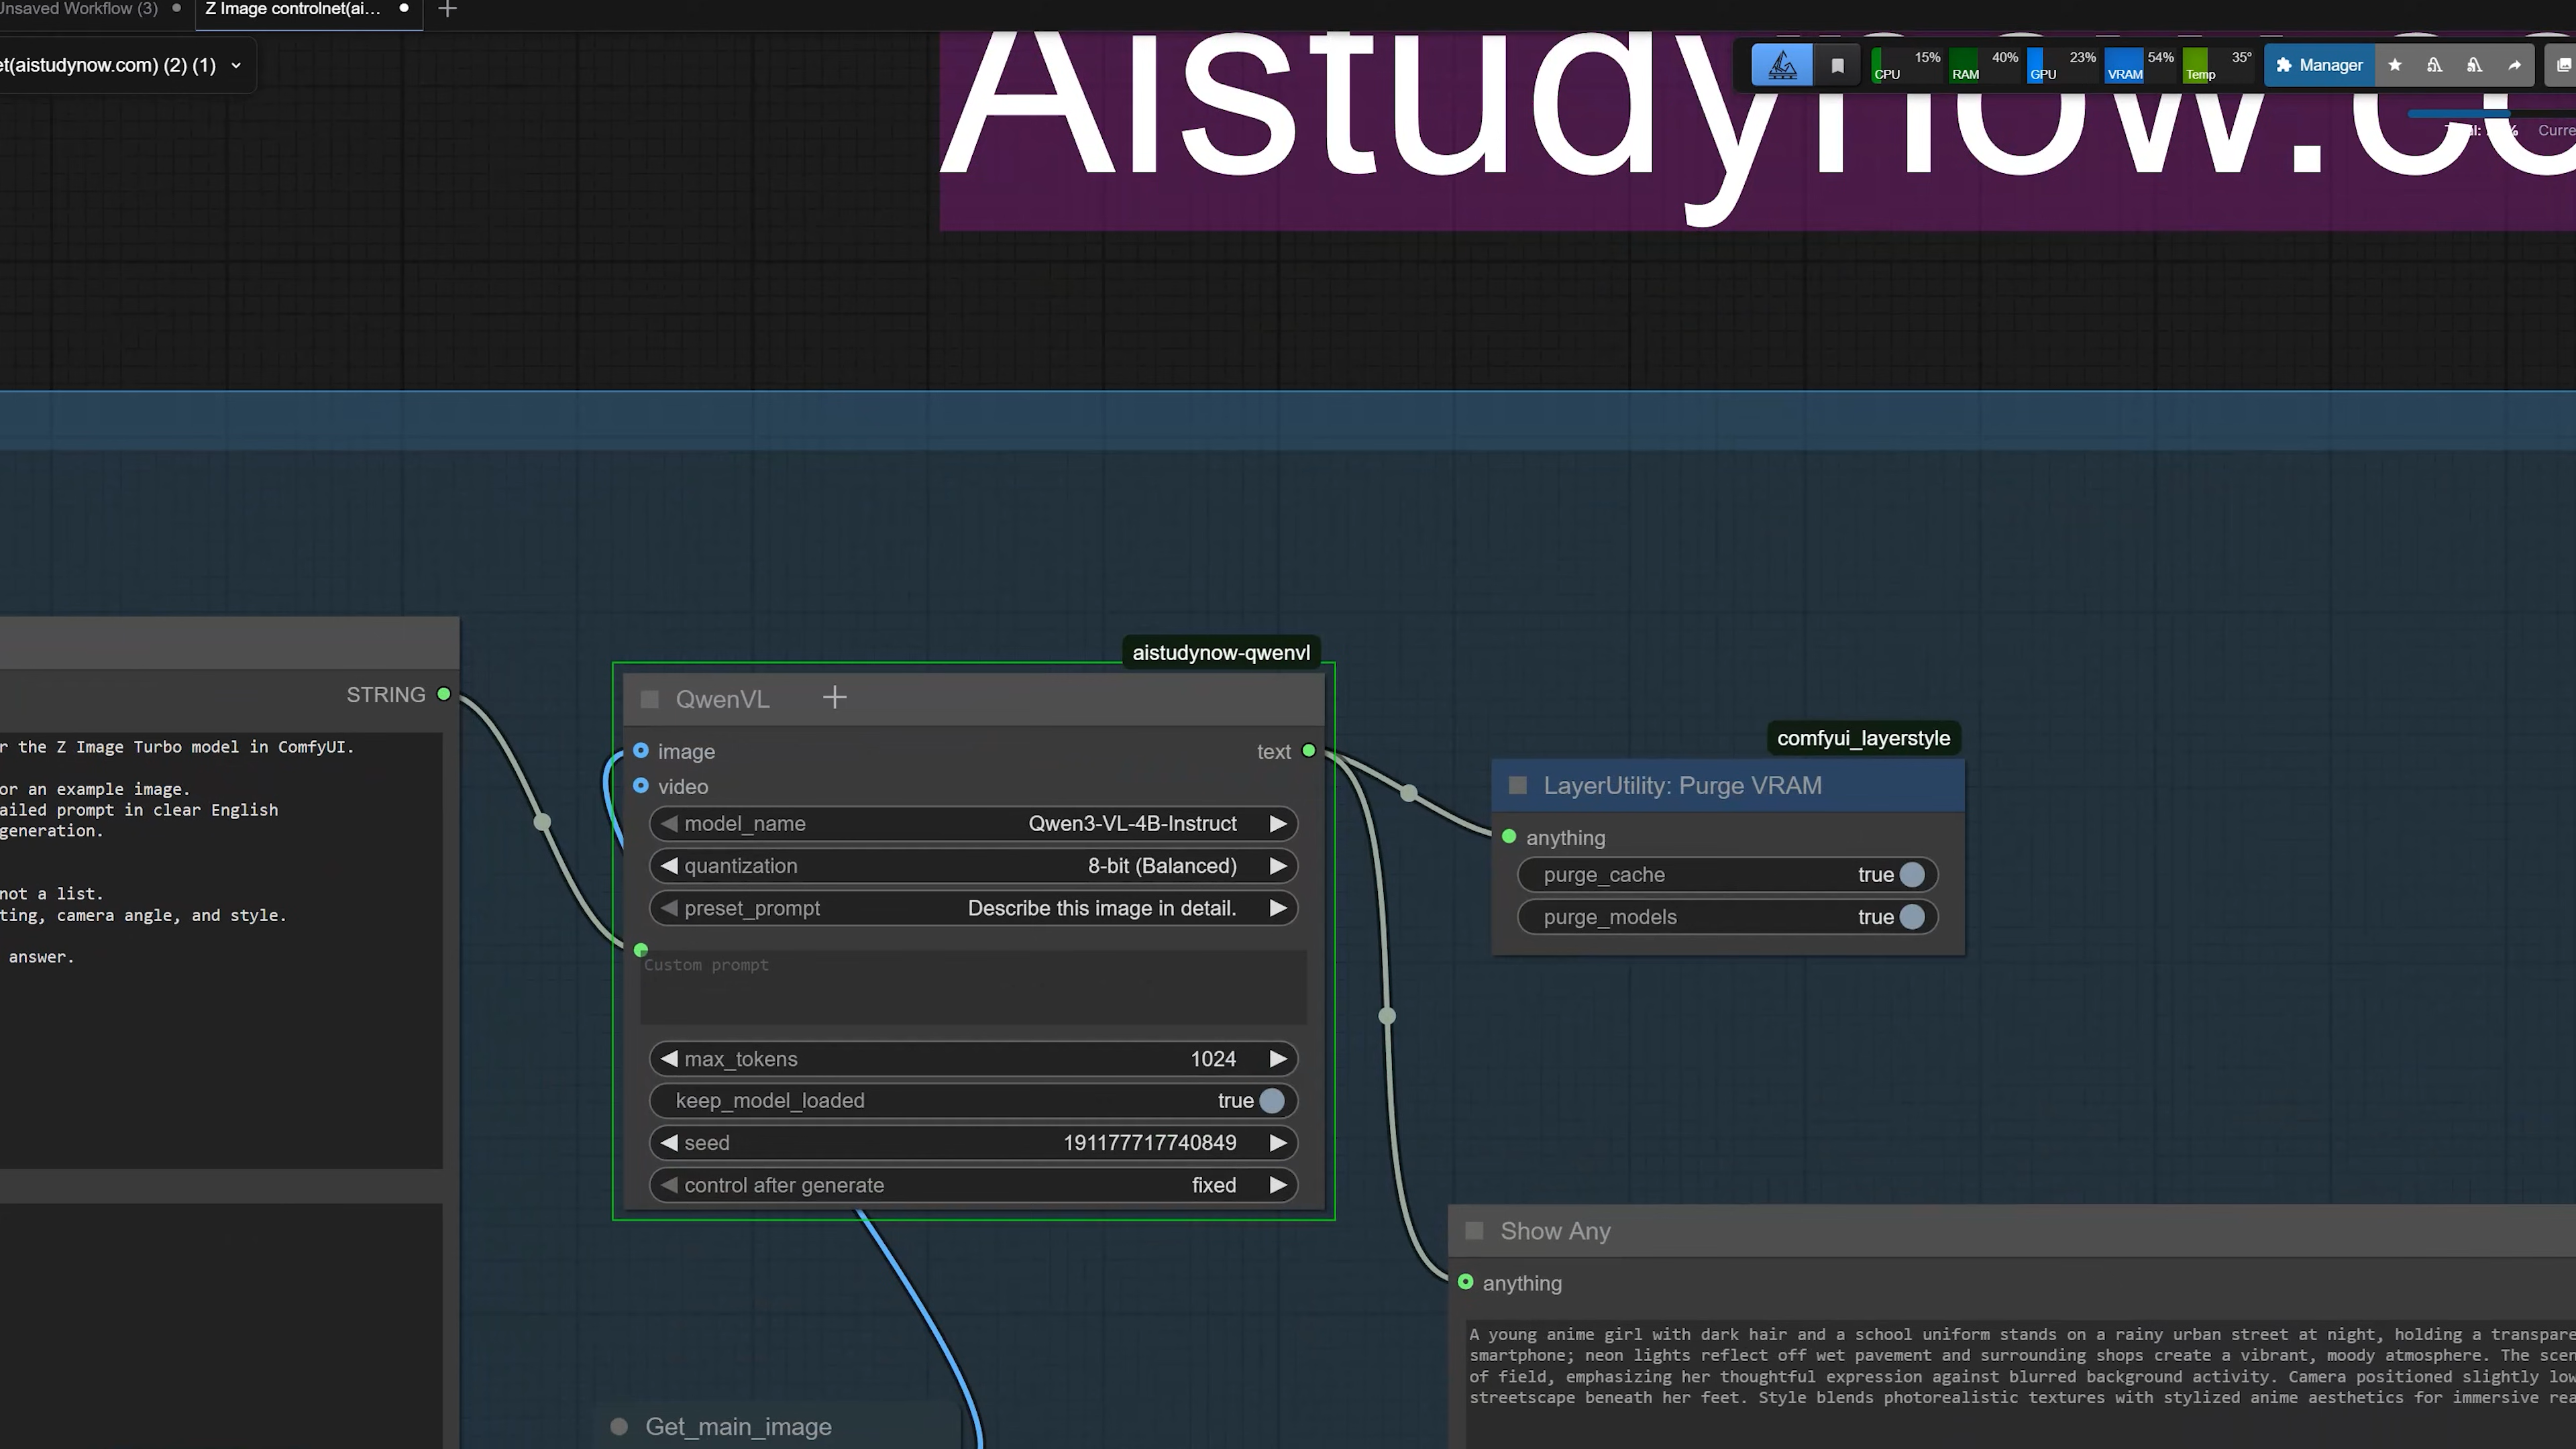 Unsaved Workflow (3)
Z Image controlnet(ai...
et(aistudynow.com) (2) (1)
Aistudynow.co
CPU 15%
RAM 40%
GPU 23%
VRAM 54%
Temp 35°
Manager
Curre
aistudynow-qwenvl
STRING
r the Z Image Turbo model in ComfyUI.
or an example image.
ailed prompt in clear English
generation.
not a list.
ting, camera angle, and style.
answer.
QwenVL
image
text
video
model_name Qwen3-VL-4B-Instruct
quantization 8-bit (Balanced)
preset_prompt Describe this image in detail.
Custom prompt
max_tokens 1024
keep_model_loaded true
seed 191177717740849
control after generate fixed
comfyui_layerstyle
LayerUtility: Purge VRAM
anything
purge_cache true
purge_models true
Show Any
anything
A young anime girl with dark hair and a school uniform stands on a rainy urban street at night, holding a transpare
smartphone; neon lights reflect off wet pavement and surrounding shops create a vibrant, moody atmosphere. The scen
of field, emphasizing her thoughtful expression against blurred background activity. Camera positioned slightly low
streetscape beneath her feet. Style blends photorealistic textures with stylized anime aesthetics for immersive rea
Get_main_image